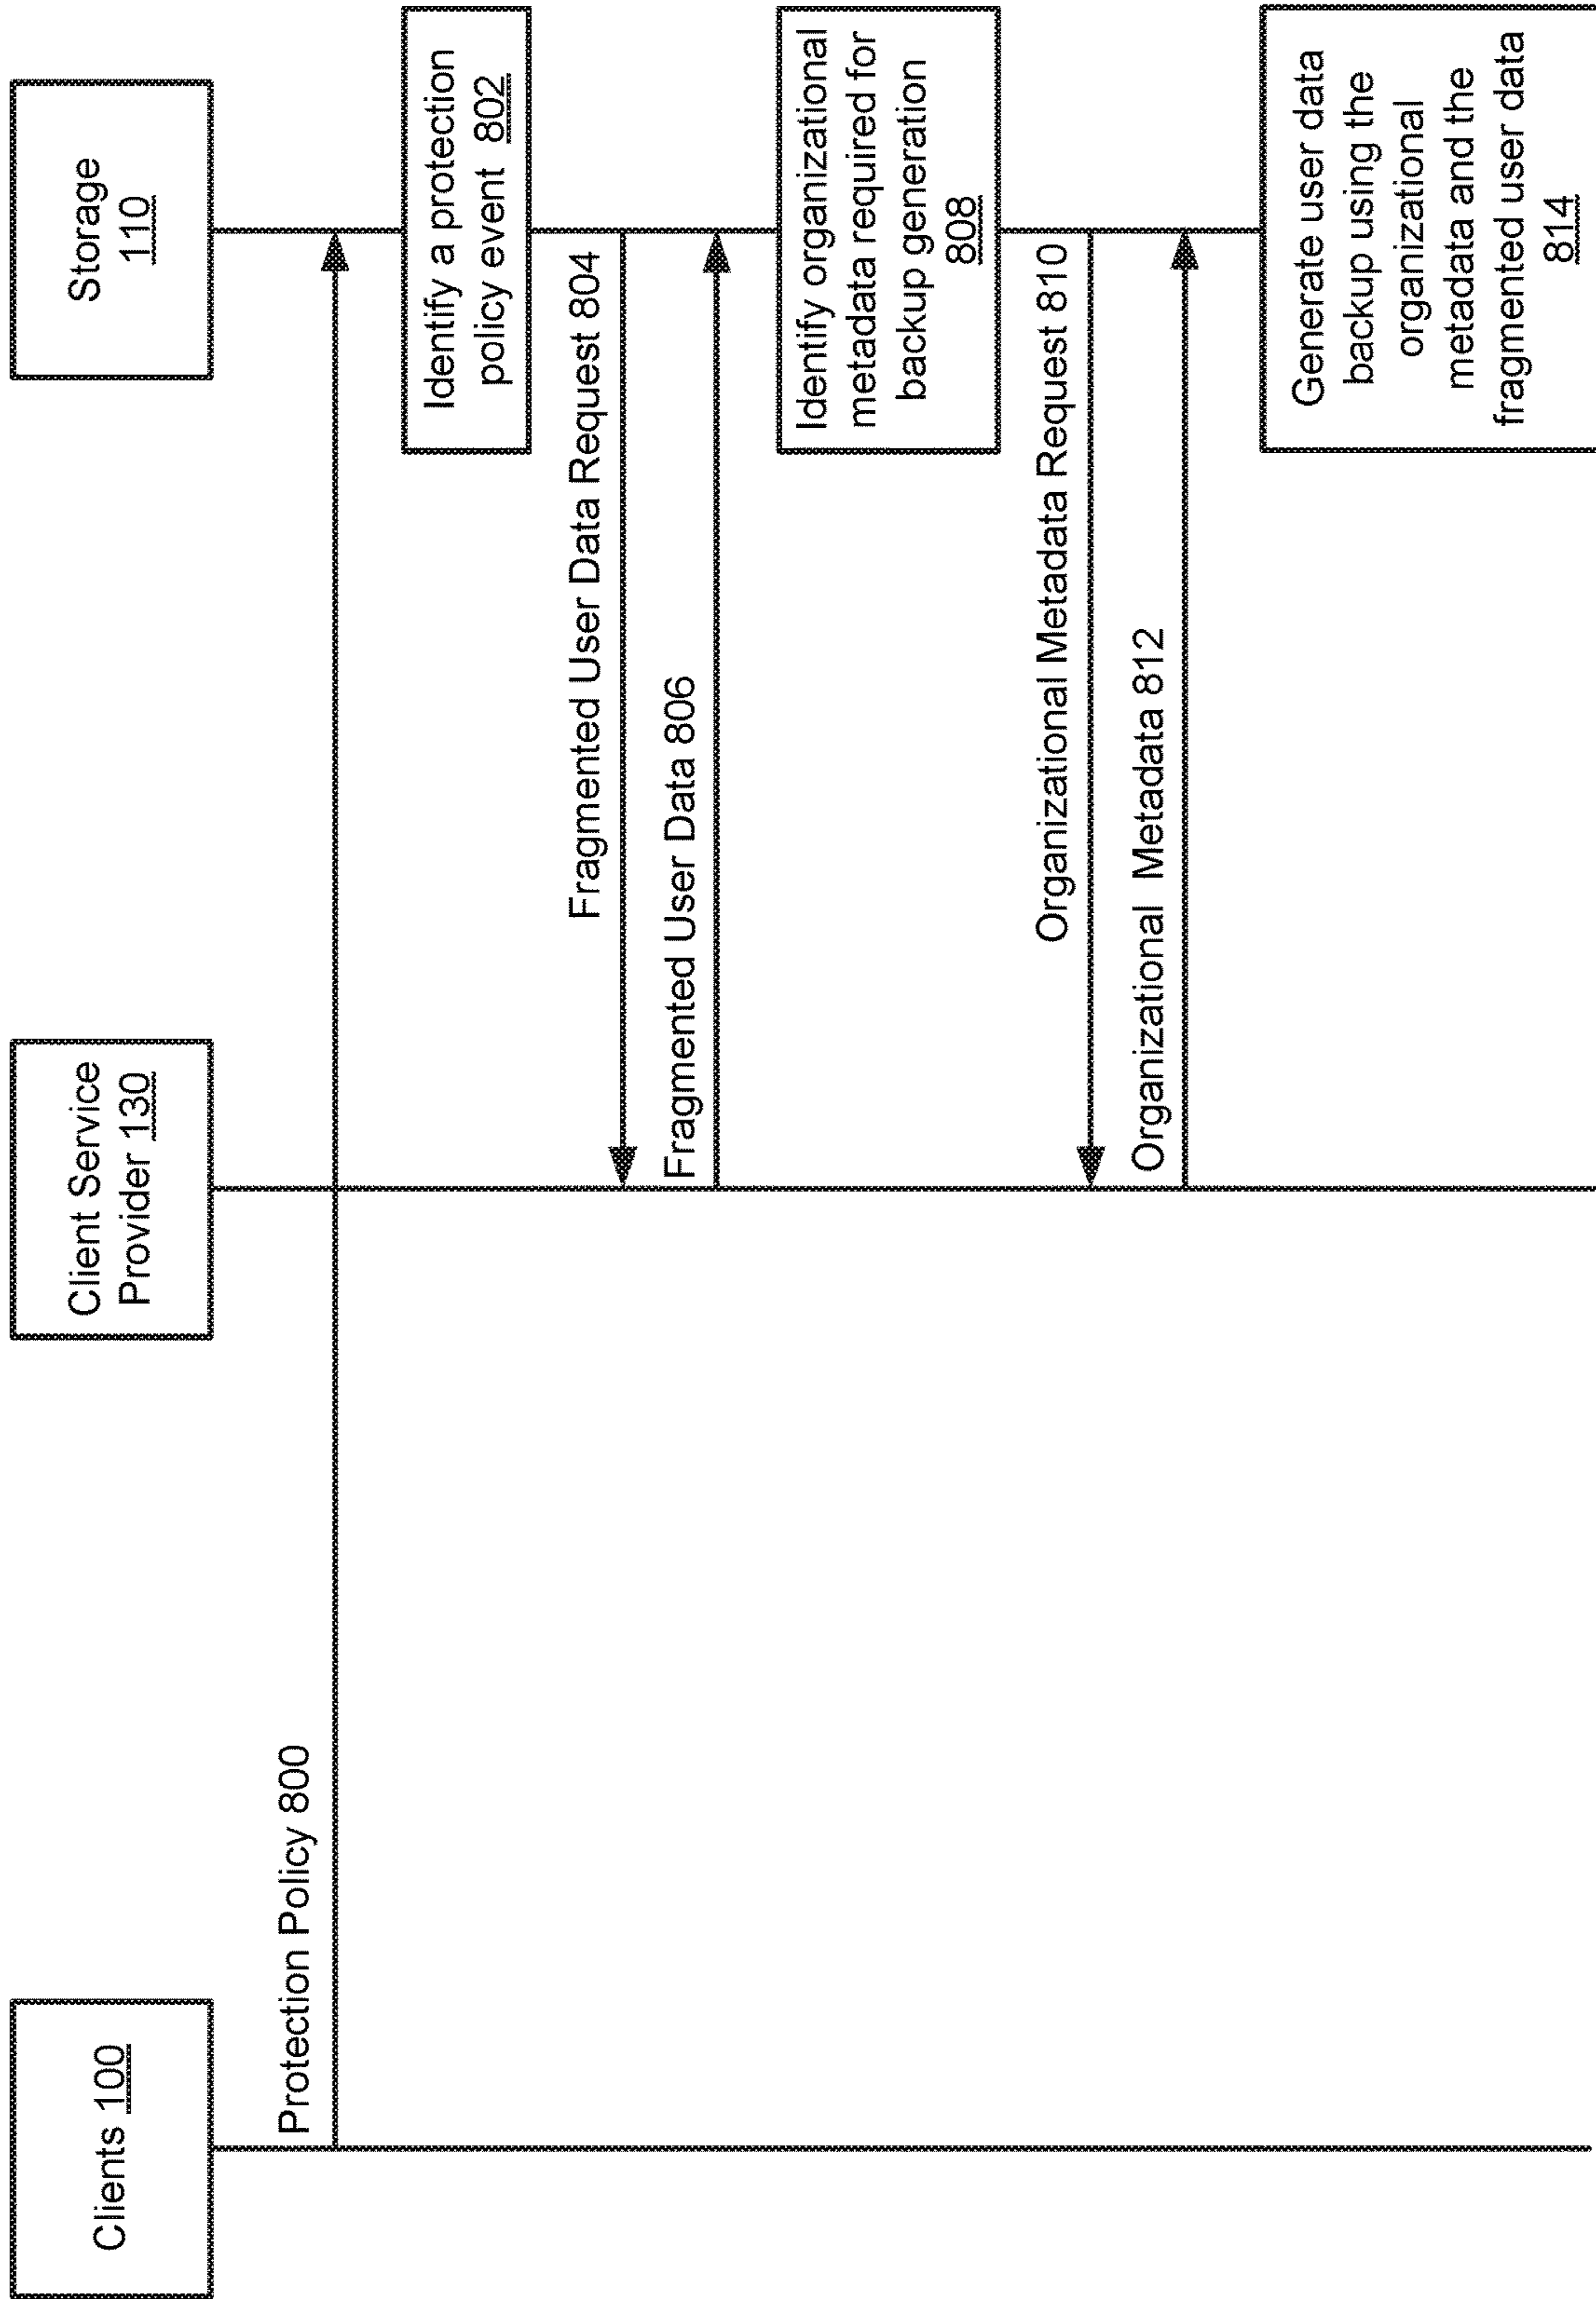 Clients 100
Client Service
Provider 130
Storage
110
Protection Policy 800
Identify a protection
policy event 802
Fragmented User Data Request 804
Fragmented User Data 806
Identify organizational
metadata required for
backup generation
808
Organizational Metadata Request 810
Organizational Metadata 812
Generate user data
backup using the
organizational
metadata and the
fragmented user data
814